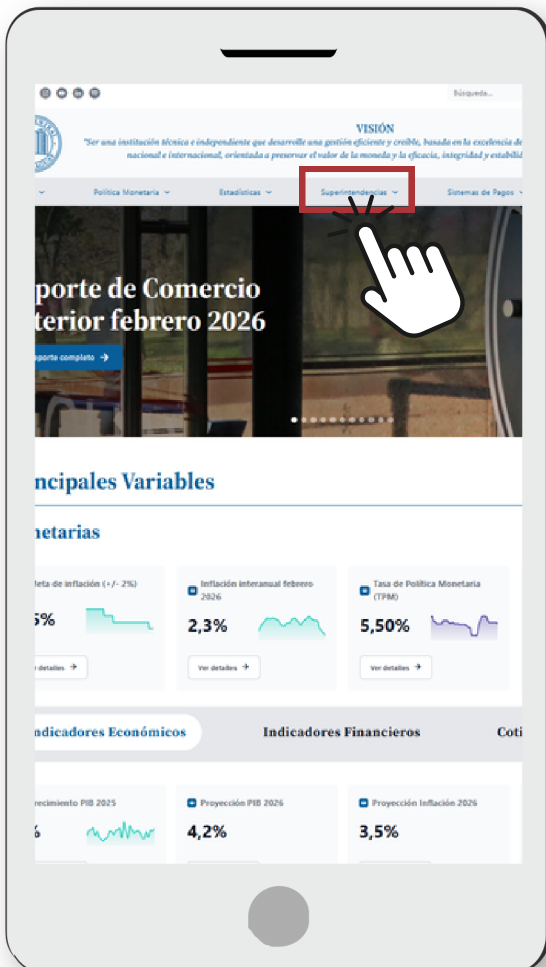 Búsqueda...
VISIÓN
"Ser una institución técnica e independiente que desarrolle una gestión eficiente y creíble, basada en la excelencia de
nacional e internacional, orientada a preservar el valor de la moneda y la eficacia, integridad y estabilid
Política Monetaria
Estadísticas
Superintendencias
Sistemas de Pagos
porte de Comercio
terior febrero 2026
eporte completo →
ncipales Variables
netarias
Meta de inflación (+/- 2%)
5%
r detalles →
Inflación interanual febrero
2026
2,3%
Ver detalles →
Tasa de Política Monetaria
(TPM)
5,50%
Ver detalles →
ndicadores Económicos
Indicadores Financieros
Coti
recimiento PIB 2025
%
Proyección PIB 2026
4,2%
Proyección Inflación 2026
3,5%